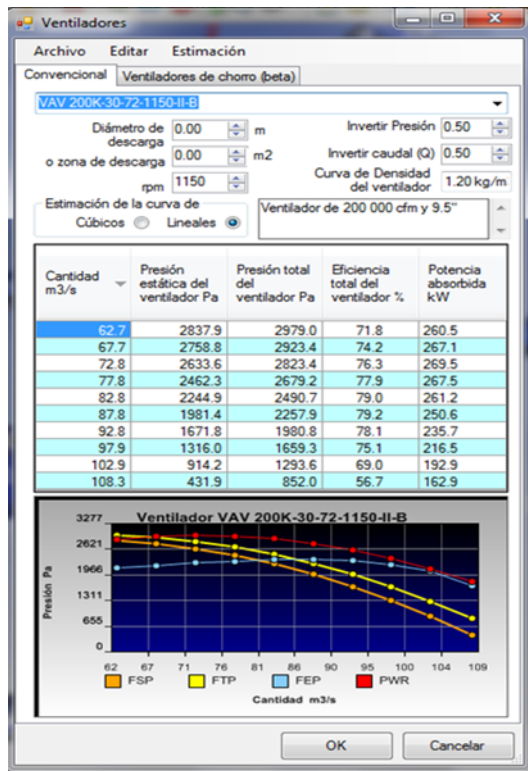 Ventiladores
Archivo Editar Estimación
Convencional Ventiladores de chorro (beta)
VAV 200K-30-72-1150-II-B
Diámetro de descarga 0.00 m Invertir Presión 0.50
o zona de descarga 0.00 m2 Invertir caudal (Q) 0.50
rpm 1150 Curva de Densidad del ventilador 1.20 kg/m
Estimación de la curva de
Cúbicos Lineales
Ventilador de 200 000 cfm y 9.5"
Cantidad m3/s Presión estática del ventilador Pa Presión total del ventilador Pa Eficiencia total del ventilador % Potencia absorbida kW
62.7 2837.9 2979.0 71.8 260.5
67.7 2758.8 2923.4 74.2 267.1
72.8 2633.6 2823.4 76.3 269.5
77.8 2462.3 2679.2 77.9 267.5
82.8 2244.9 2490.7 79.0 261.2
87.8 1981.4 2257.9 79.2 250.6
92.8 1671.8 1980.8 78.1 235.7
97.9 1316.0 1659.3 75.1 216.5
102.9 914.2 1293.6 69.0 192.9
108.3 431.9 852.0 56.7 162.9
Ventilador VAV 200K-30-72-1150-II-B
Presión Pa
3277
2621
1966
1311
655
0
62 67 71 76 81 86 90 95 100 104 109
FSP FTP FEP PWR
Cantidad m3/s
OK Cancelar